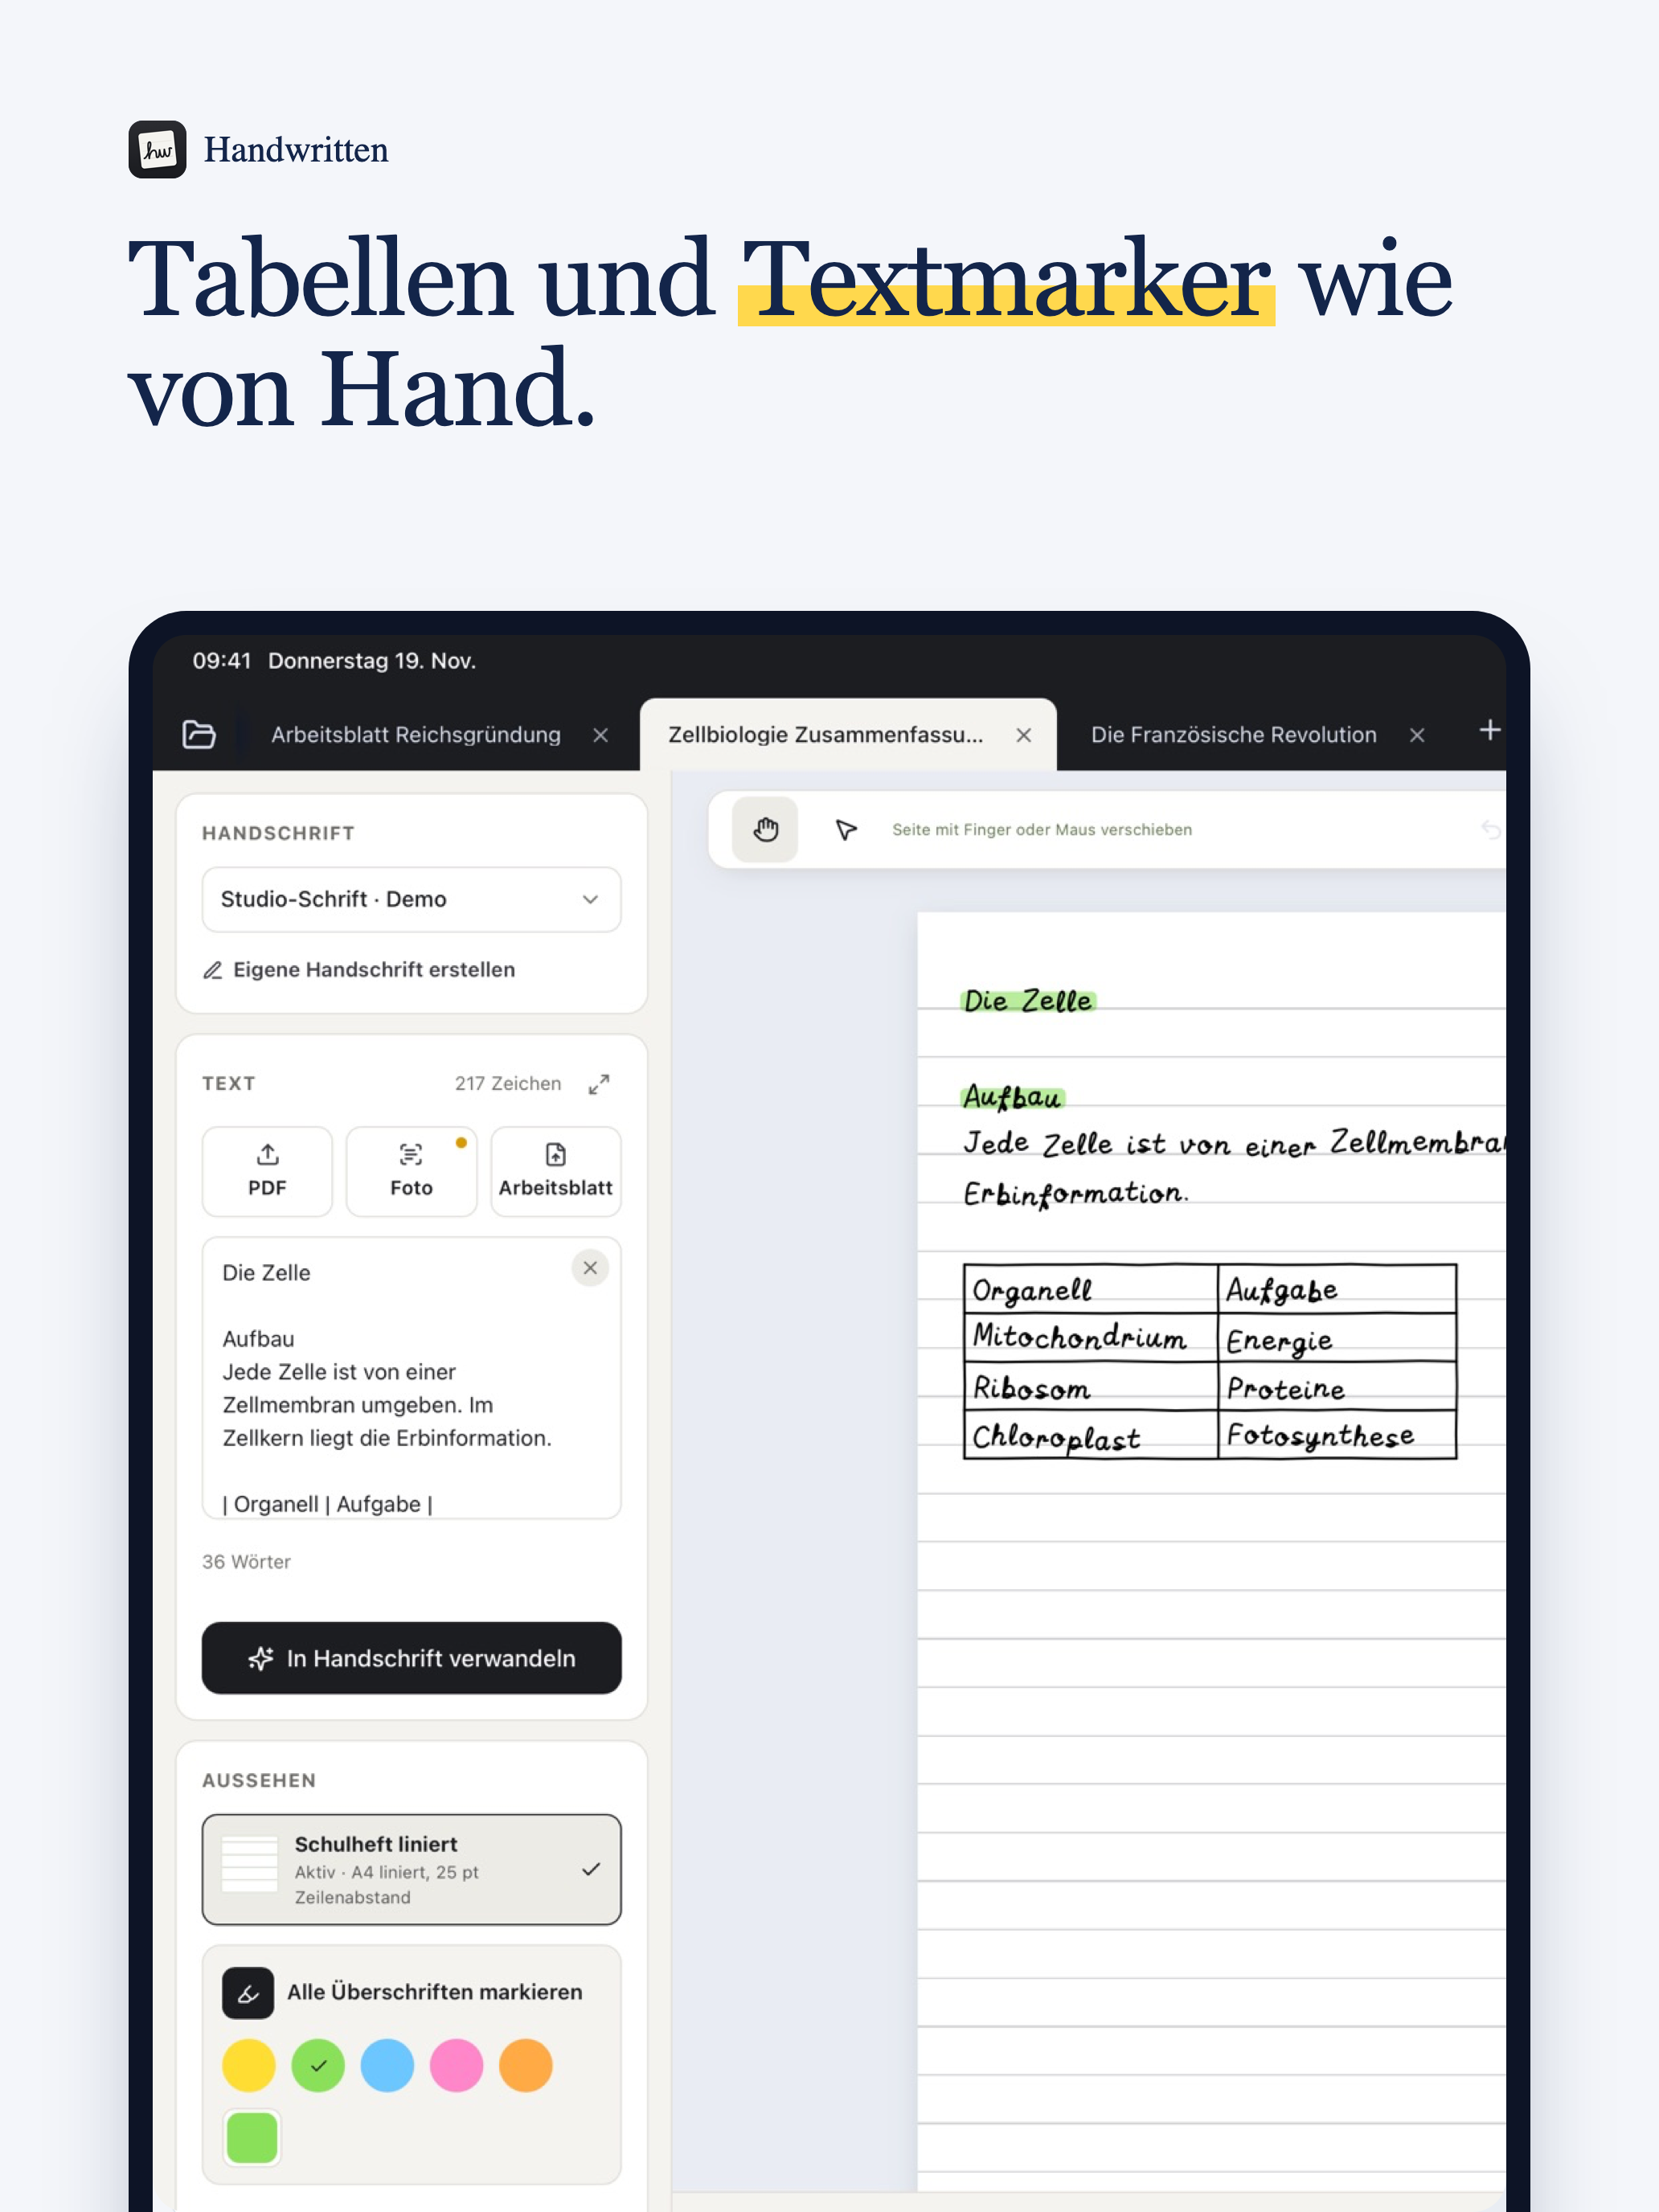 hw Handwritten
Tabellen und Textmarker wie
von Hand.
09:41 Donnerstag 19. Nov.
Arbeitsblatt Reichsgründung
Zellbiologie Zusammenfassu...
Die Französische Revolution
HANDSCHRIFT
Studio-Schrift · Demo
Eigene Handschrift erstellen
TEXT 217 Zeichen
PDF Foto Arbeitsblatt
Die Zelle
Aufbau
Jede Zelle ist von einer
Zellmembran umgeben. Im
Zellkern liegt die Erbinformation.
| Organell | Aufgabe |
36 Wörter
In Handschrift verwandeln
AUSSEHEN
Schulheft liniert
Aktiv · A4 liniert, 25 pt
Zeilenabstand
Alle Überschriften markieren
Seite mit Finger oder Maus verschieben
Die Zelle
Aufbau
Jede Zelle ist von einer Zellmembran
Erbinformation.
Organell Aufgabe
Mitochondrium Energie
Ribosom Proteine
Chloroplast Fotosynthese